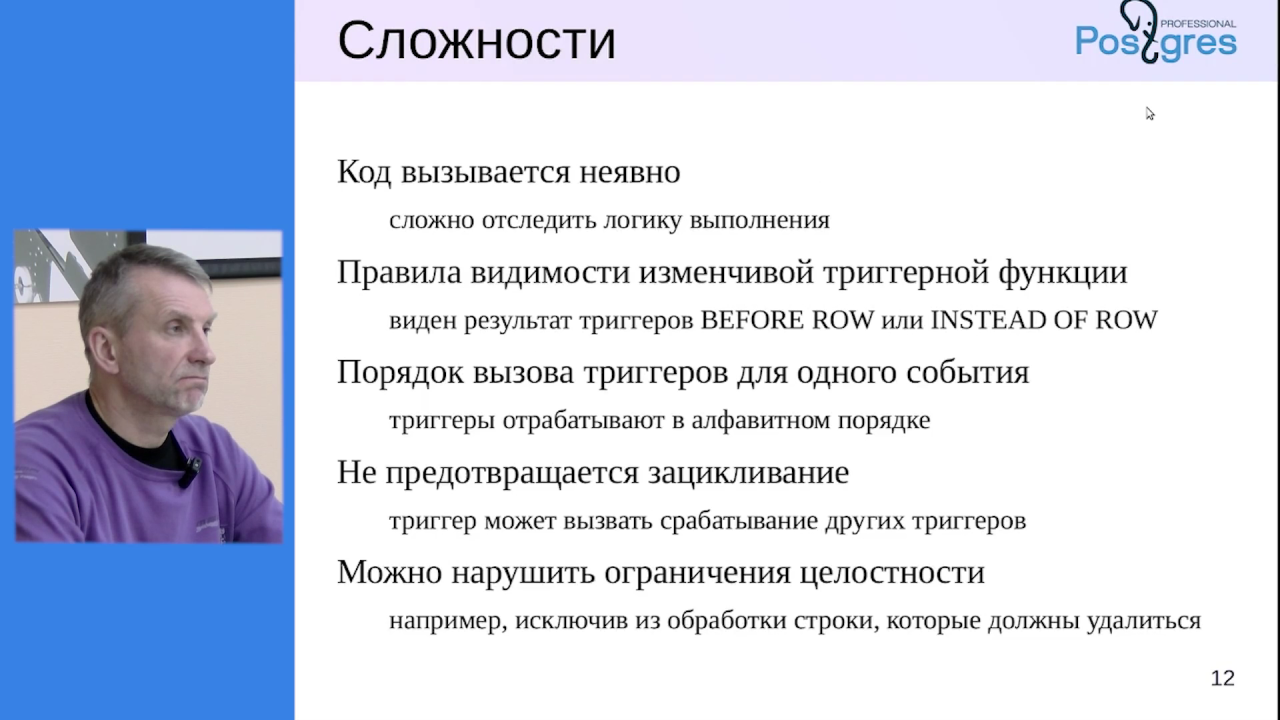 Сложности
PROFESSIONAL
Postgres
Код вызывается неявно
сложно отследить логику выполнения
Правила видимости изменчивой триггерной функции
виден результат триггеров BEFORE ROW или INSTEAD OF ROW
Порядок вызова триггеров для одного события
триггеры отрабатывают в алфавитном порядке
Не предотвращается зацикливание
триггер может вызвать срабатывание других триггеров
Можно нарушить ограничения целостности
например, исключив из обработки строки, которые должны удалиться
12